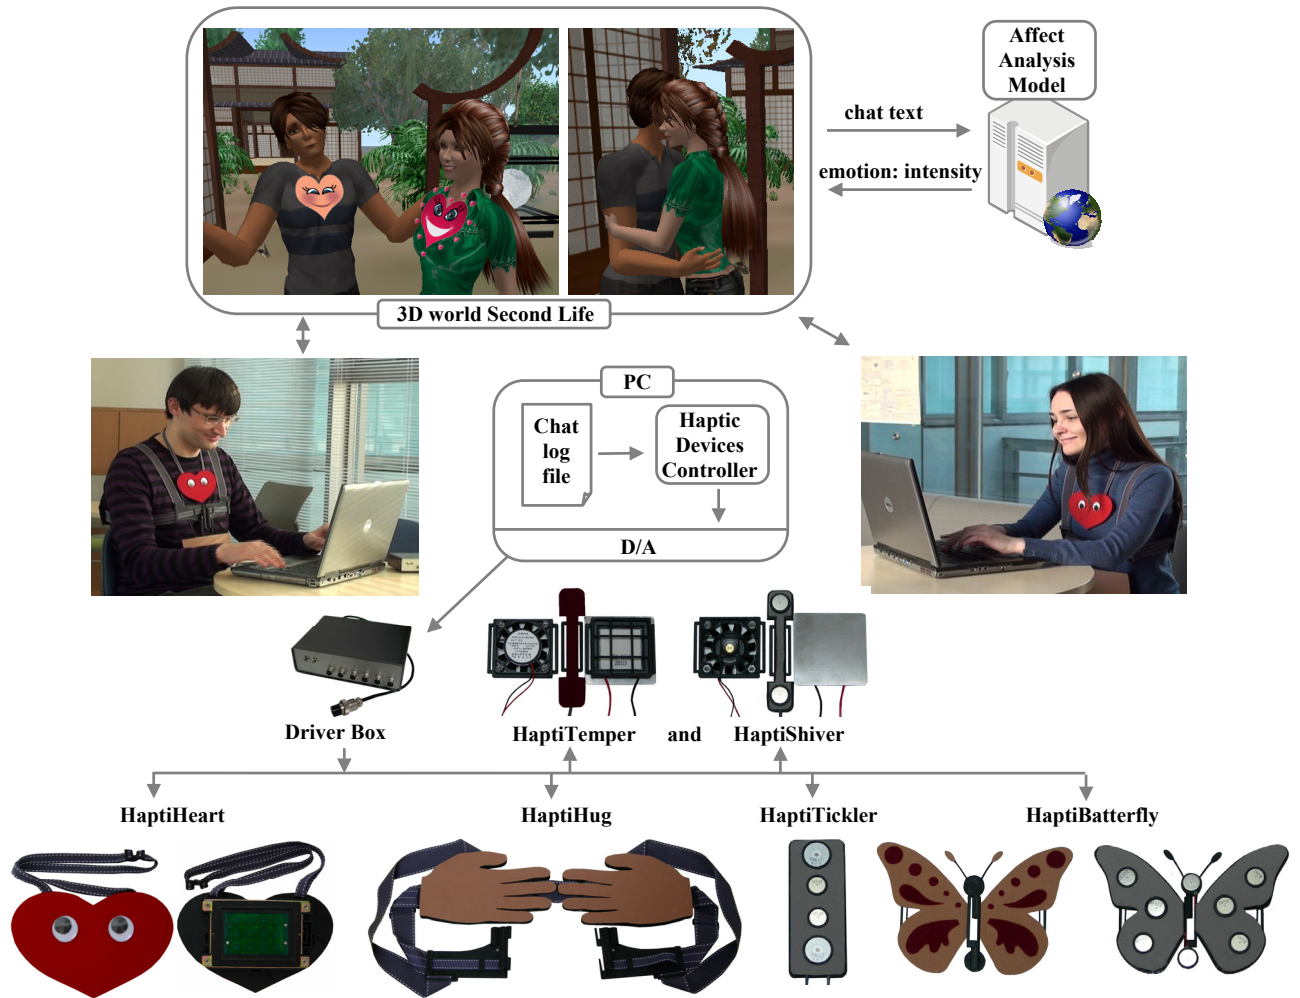 Affect
Analysis
Model
chat text
emotion: intensity
3D world Second Life
PC
Chat
log
file
Haptic
Devices
Controller
D/A
Driver Box
HaptiTemper and HaptiShiver
HaptiHeart
HaptiHug
HaptiTickler
HaptiBatterfly